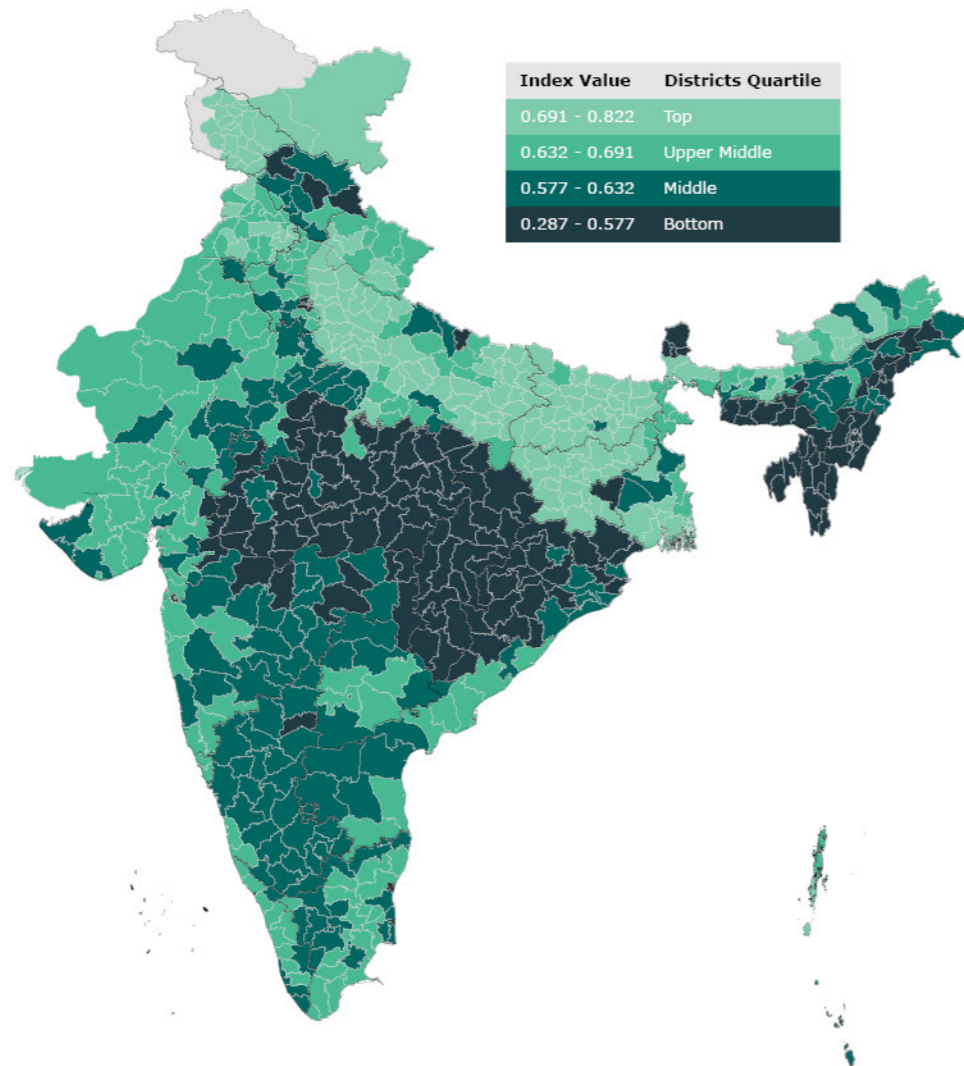 Index Value Districts Quartile
0.691 - 0.822 Top
0.632 - 0.691 Upper Middle
0.577 - 0.632 Middle
0.287 - 0.577 Bottom